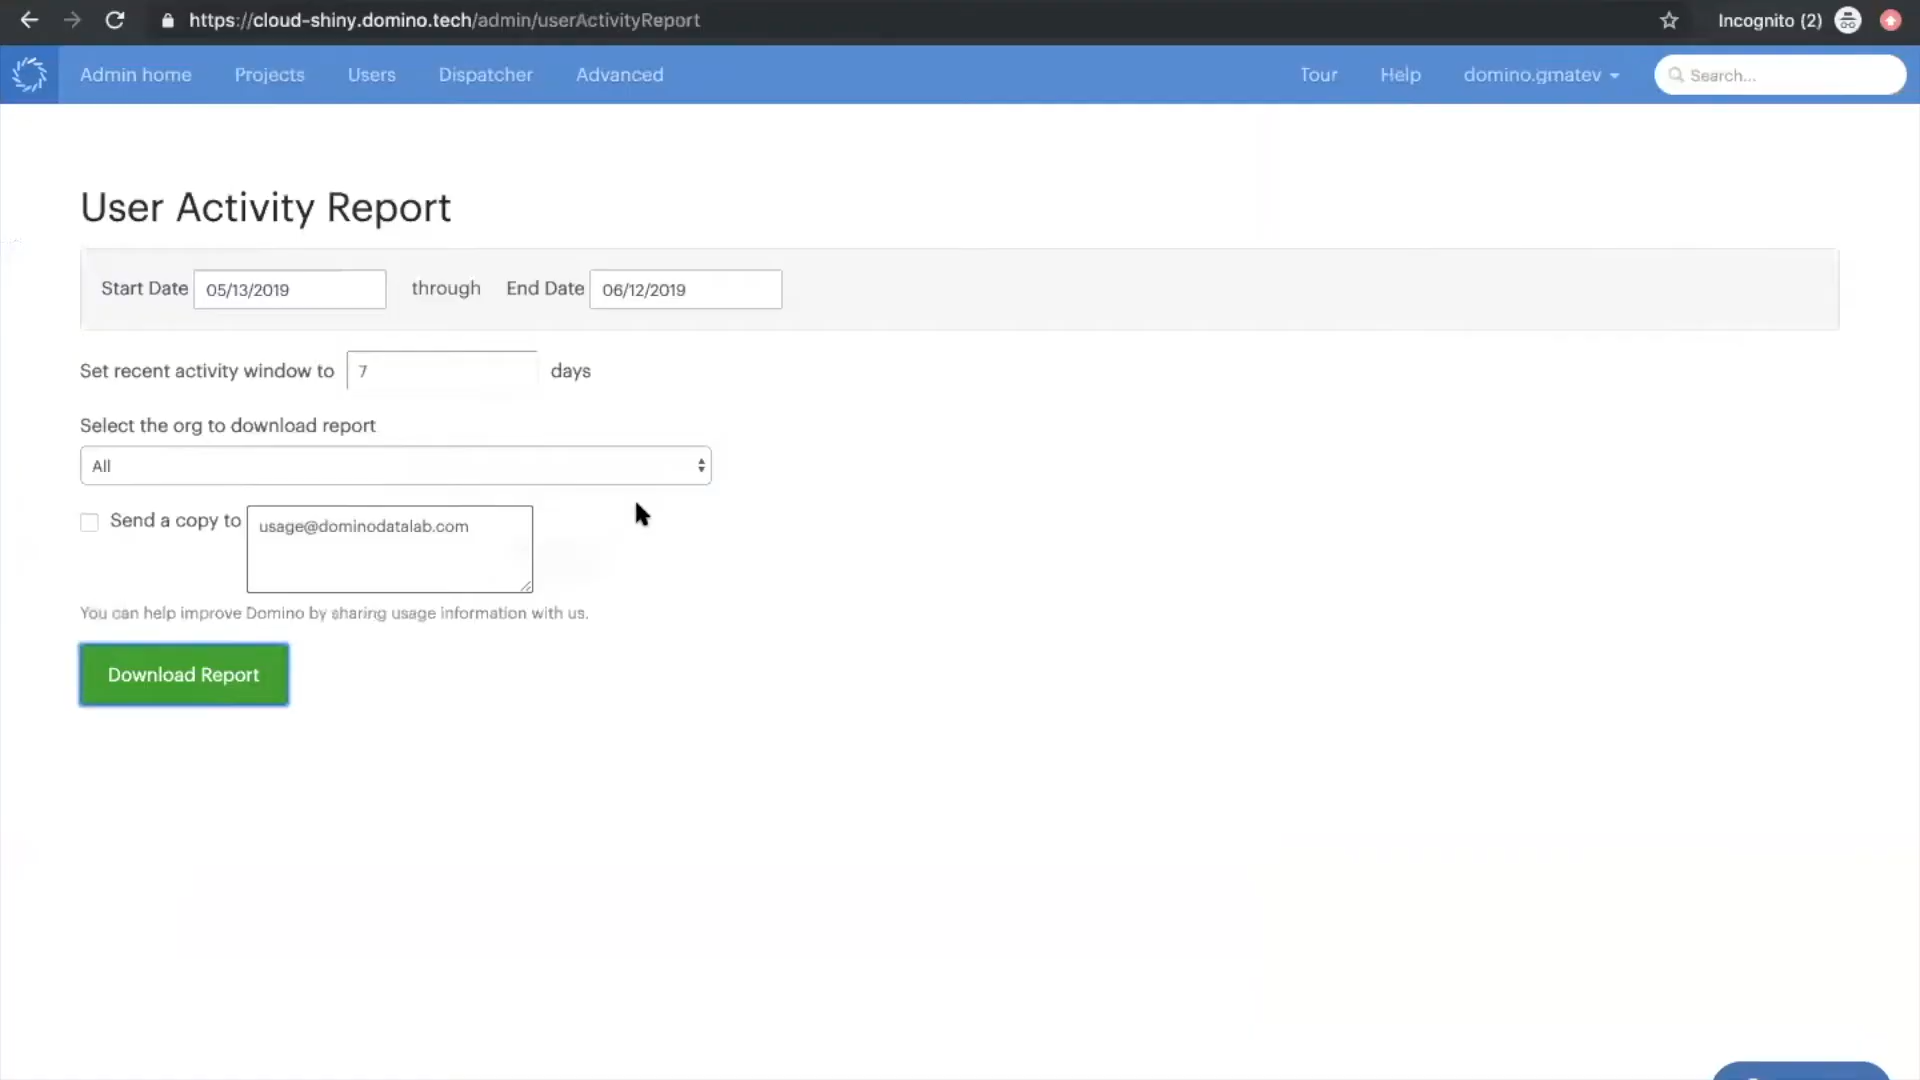 https://cloud-shiny.domino.tech/admin/userActivityReport Incognito (2)
Admin home Projects Users Dispatcher Advanced Tour Help domino.gmatev Search...
User Activity Report
Start Date 05/13/2019 through End Date 06/12/2019
Set recent activity window to 7 days
Select the org to download report
All
Send a copy to usage@dominodatalab.com
You can help improve Domino by sharing usage information with us.
Download Report